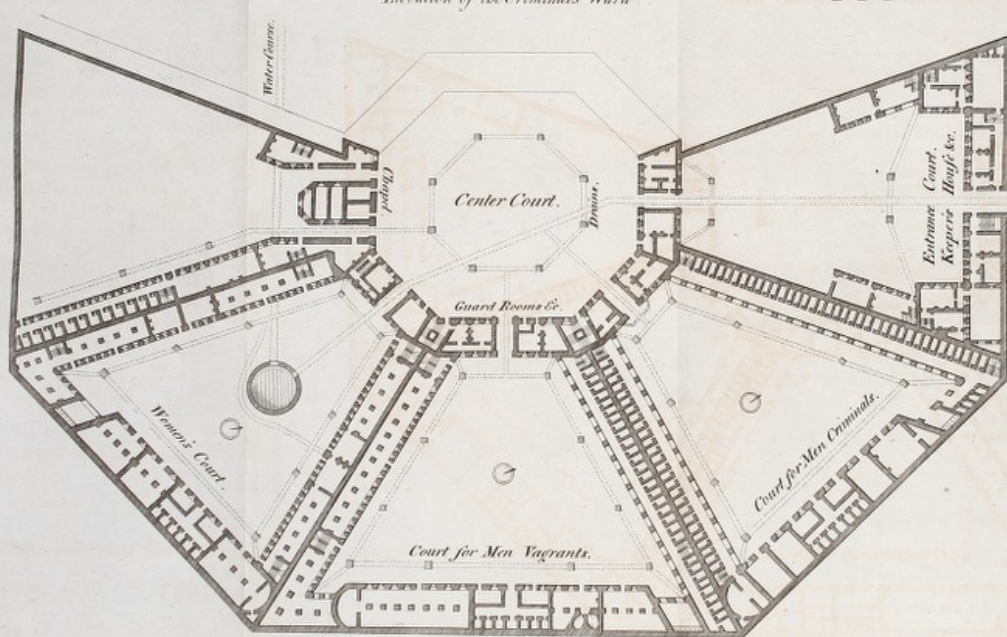 Elevation of the Criminals Ward
Water Course.
Chapel
Center Court.
Drains.
Court
House &c.
Entrance
Keeper's
Guard Rooms &c.
Women's Court.
Court for Men Criminals.
Court for Men Vagrants.